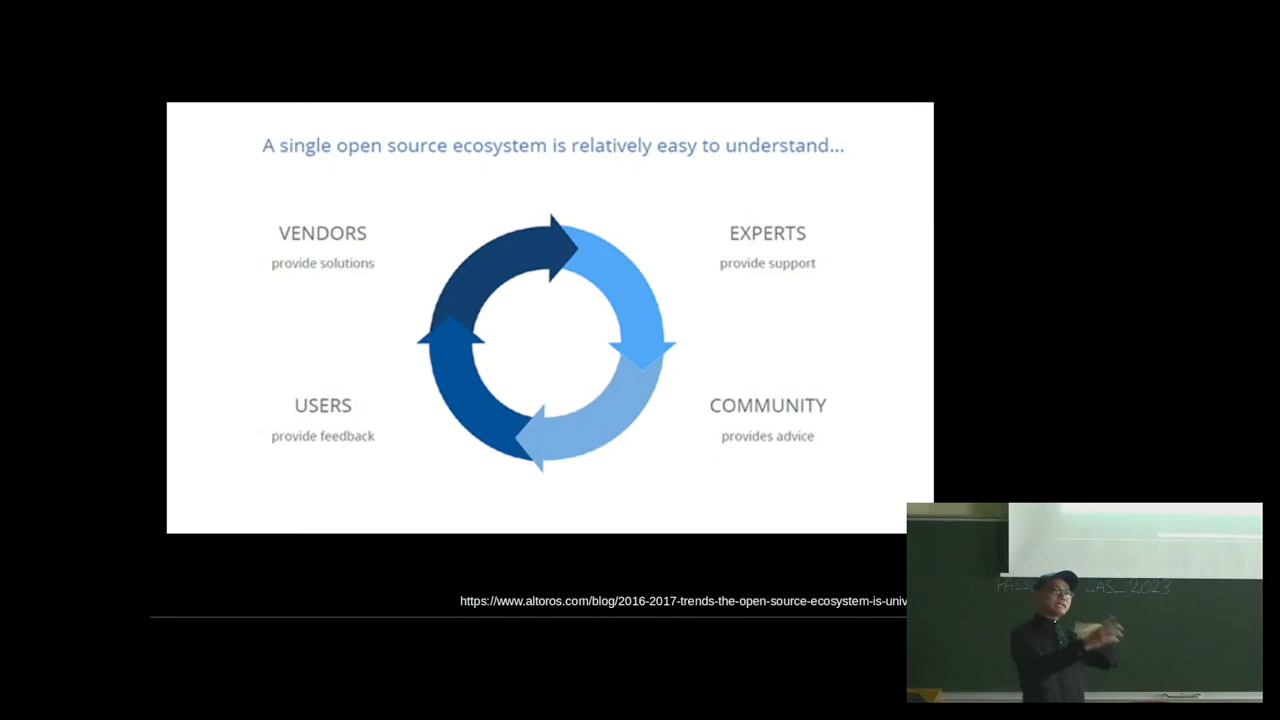 A single open source ecosystem is relatively easy to understand...
VENDORS
provide solutions
EXPERTS
provide support
USERS
provide feedback
COMMUNITY
provides advice
https://www.altoros.com/blog/2016-2017-trends-the-open-source-ecosystem-is-univ
LAS_2023